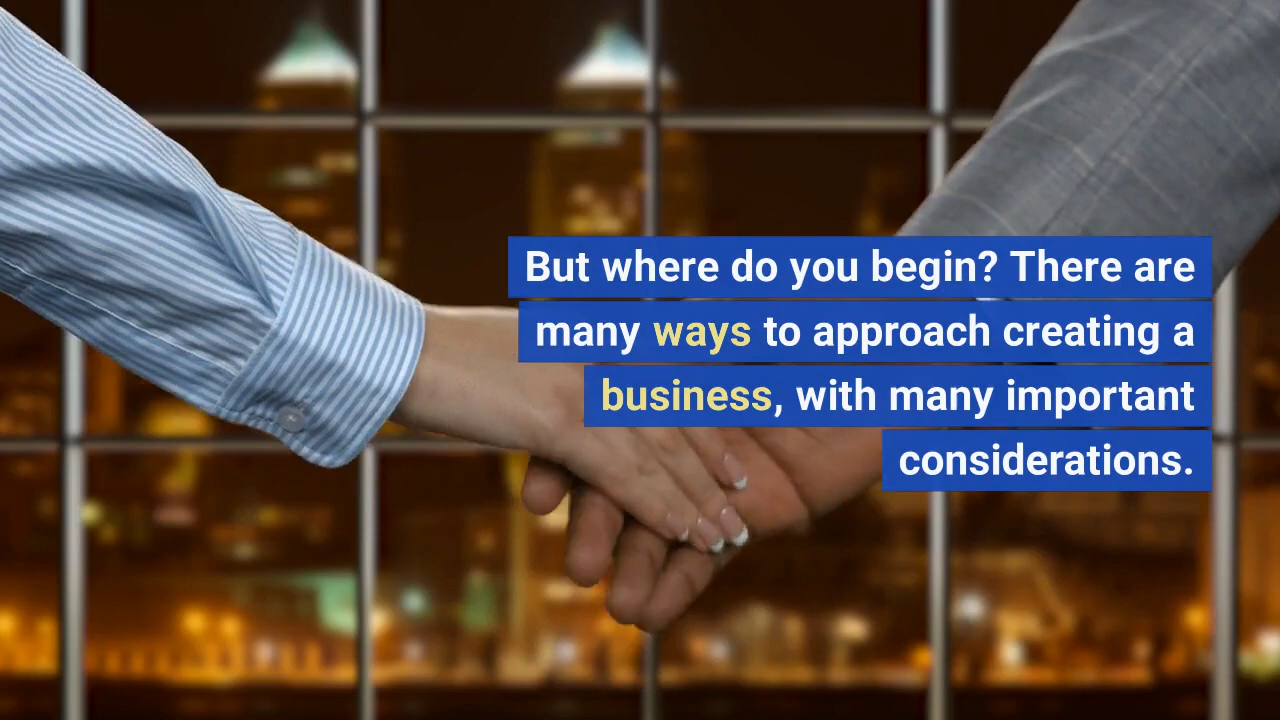 But where do you begin? There are
many ways to approach creating a
business, with many important
considerations.